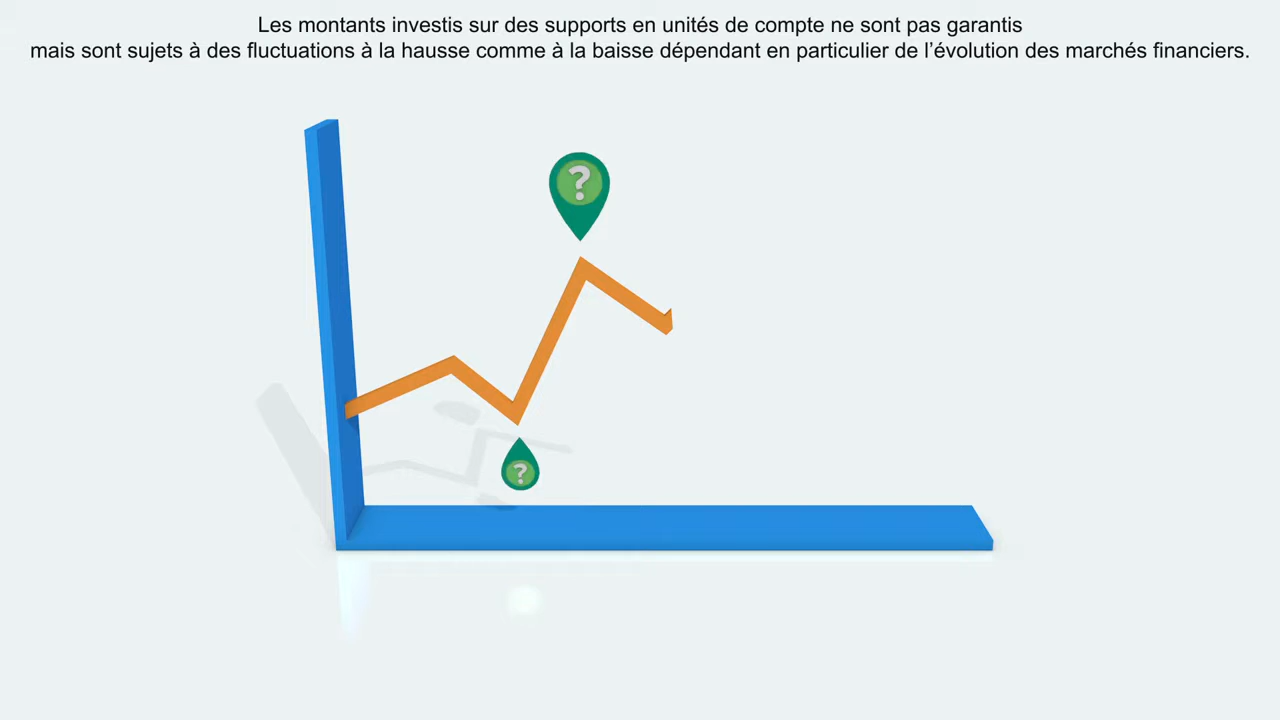 Les montants investis sur des supports en unités de compte ne sont pas garantis
mais sont sujets à des fluctuations à la hausse comme à la baisse dépendant en particulier de l’évolution des marchés financiers.
?
?